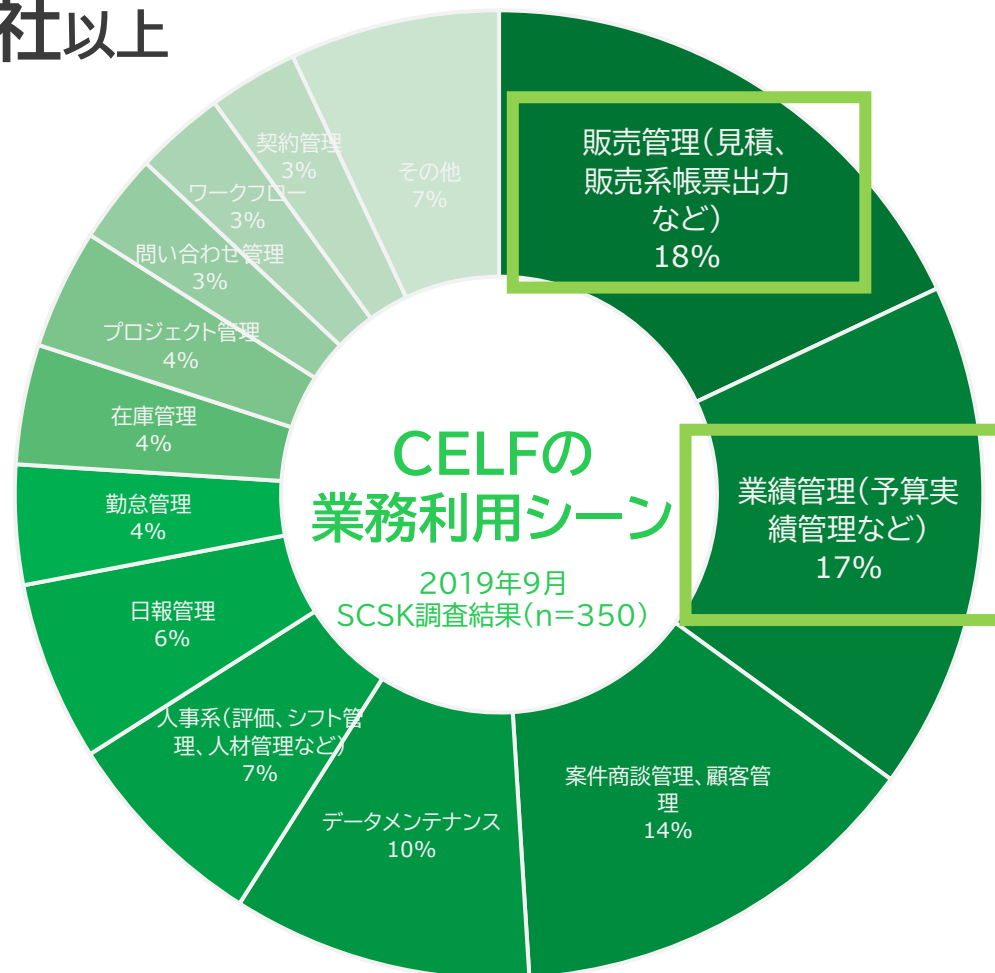 社以上
販売管理(見積、
販売系帳票出力
など)
18%
業績管理(予算実
績管理など)
17%
案件商談管理、顧客管
理
14%
データメンテナンス
10%
人事系(評価、シフト管
理、人材管理など)
7%
日報管理
6%
勤怠管理
4%
在庫管理
4%
プロジェクト管理
4%
問い合わせ管理
3%
ワークフロー
3%
契約管理
3%
その他
7%
CELFの
業務利用シーン
2019年9月
SCSK調査結果(n=350)